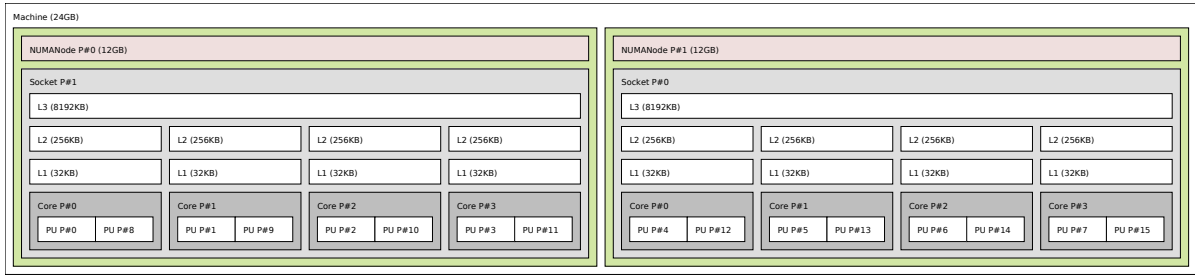 Machine (24GB)
NUMANode P#0 (12GB)
Socket P#1
L3 (8192KB)
L2 (256KB) L2 (256KB) L2 (256KB) L2 (256KB)
L1 (32KB) L1 (32KB) L1 (32KB) L1 (32KB)
Core P#0 Core P#1 Core P#2 Core P#3
PU P#0 PU P#8 PU P#1 PU P#9 PU P#2 PU P#10 PU P#3 PU P#11
NUMANode P#1 (12GB)
Socket P#0
L3 (8192KB)
L2 (256KB) L2 (256KB) L2 (256KB) L2 (256KB)
L1 (32KB) L1 (32KB) L1 (32KB) L1 (32KB)
Core P#0 Core P#1 Core P#2 Core P#3
PU P#4 PU P#12 PU P#5 PU P#13 PU P#6 PU P#14 PU P#7 PU P#15